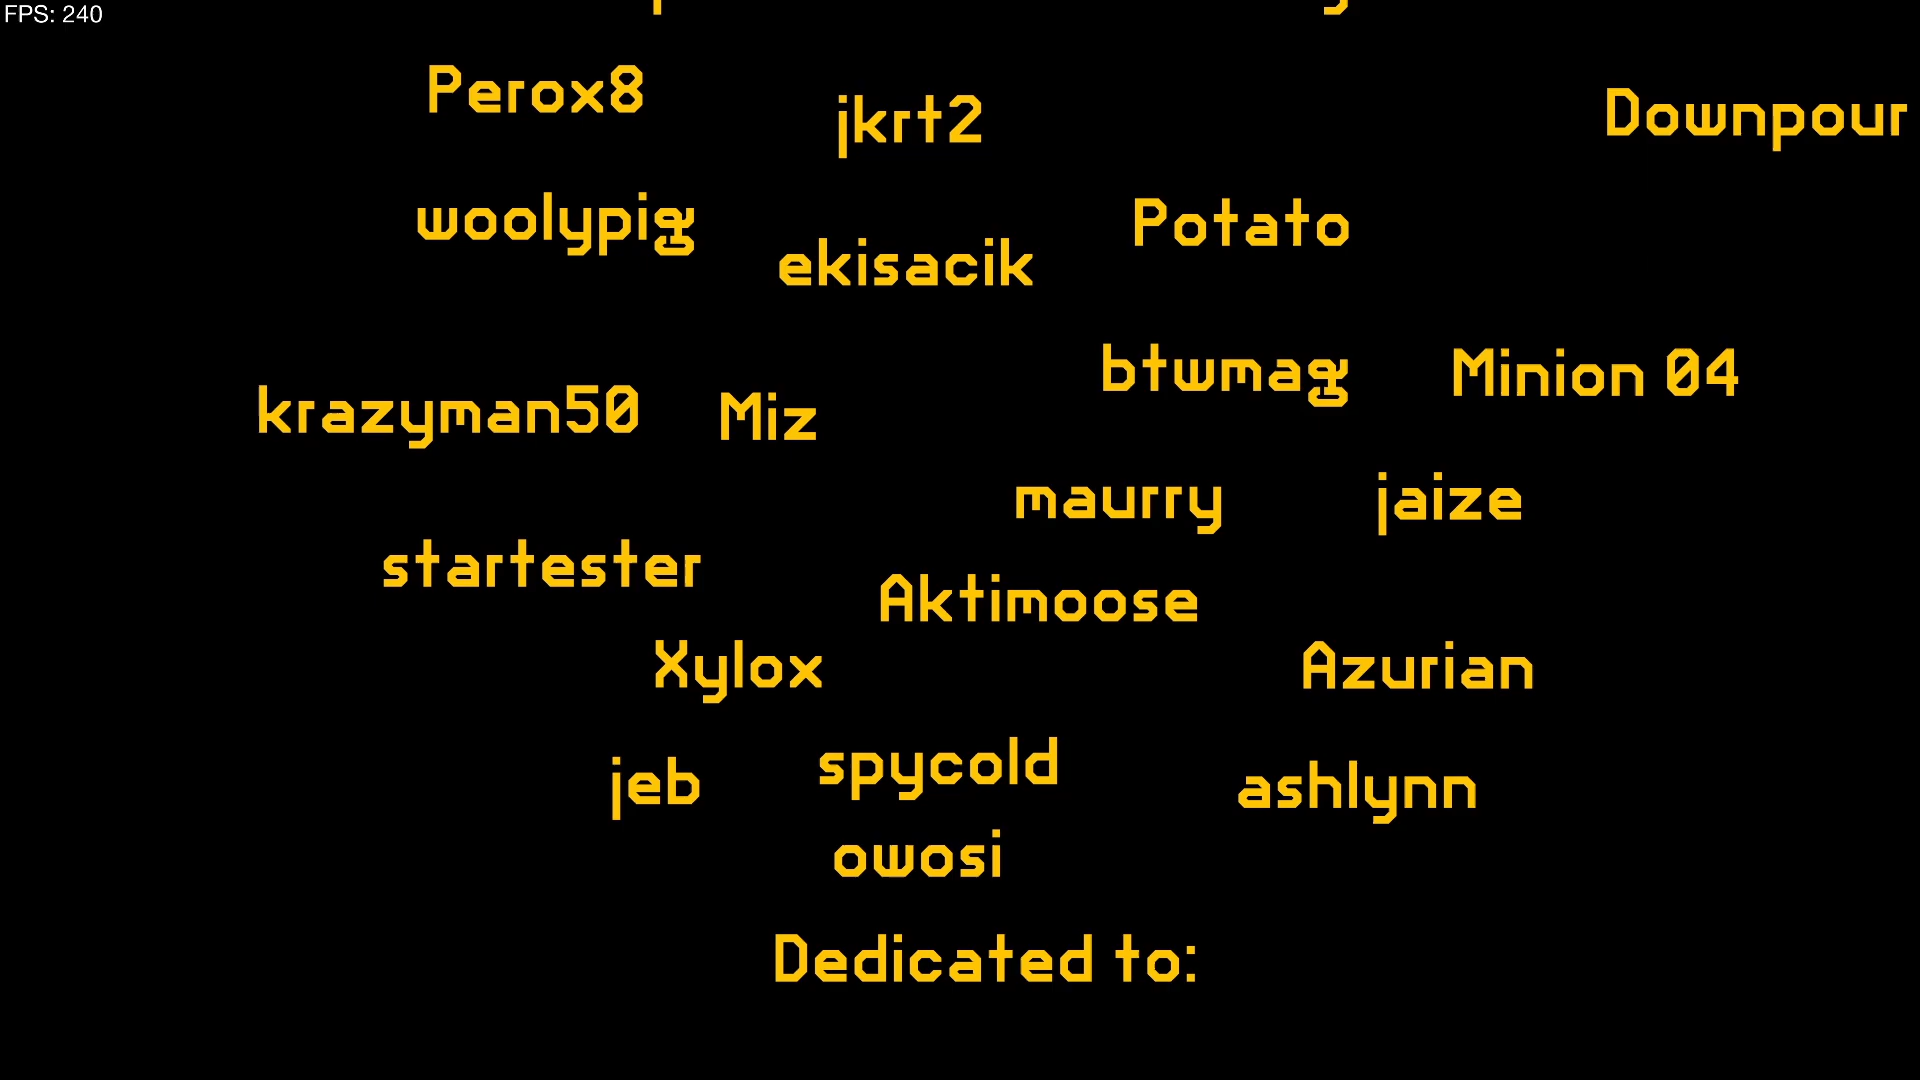 FPS: 240
Perox8
jkrt2
Downpour
woolypig
ekisacik
Potato
krazyman50
Miz
btwmag
Minion 04
maurry
jaize
startester
Aktimoose
Xylox
Azurian
jeb
spycold
ashlynn
owosi
Dedicated to: